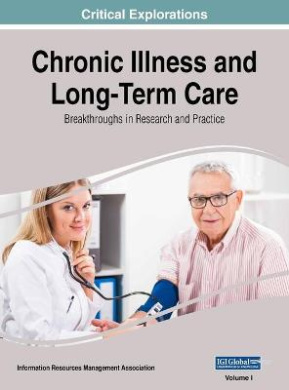 Critical Explorations
Chronic Illness and
Long-Term Care
Breakthroughs in Research and Practice
Information Resources Management Association
IGI Global
Volume I